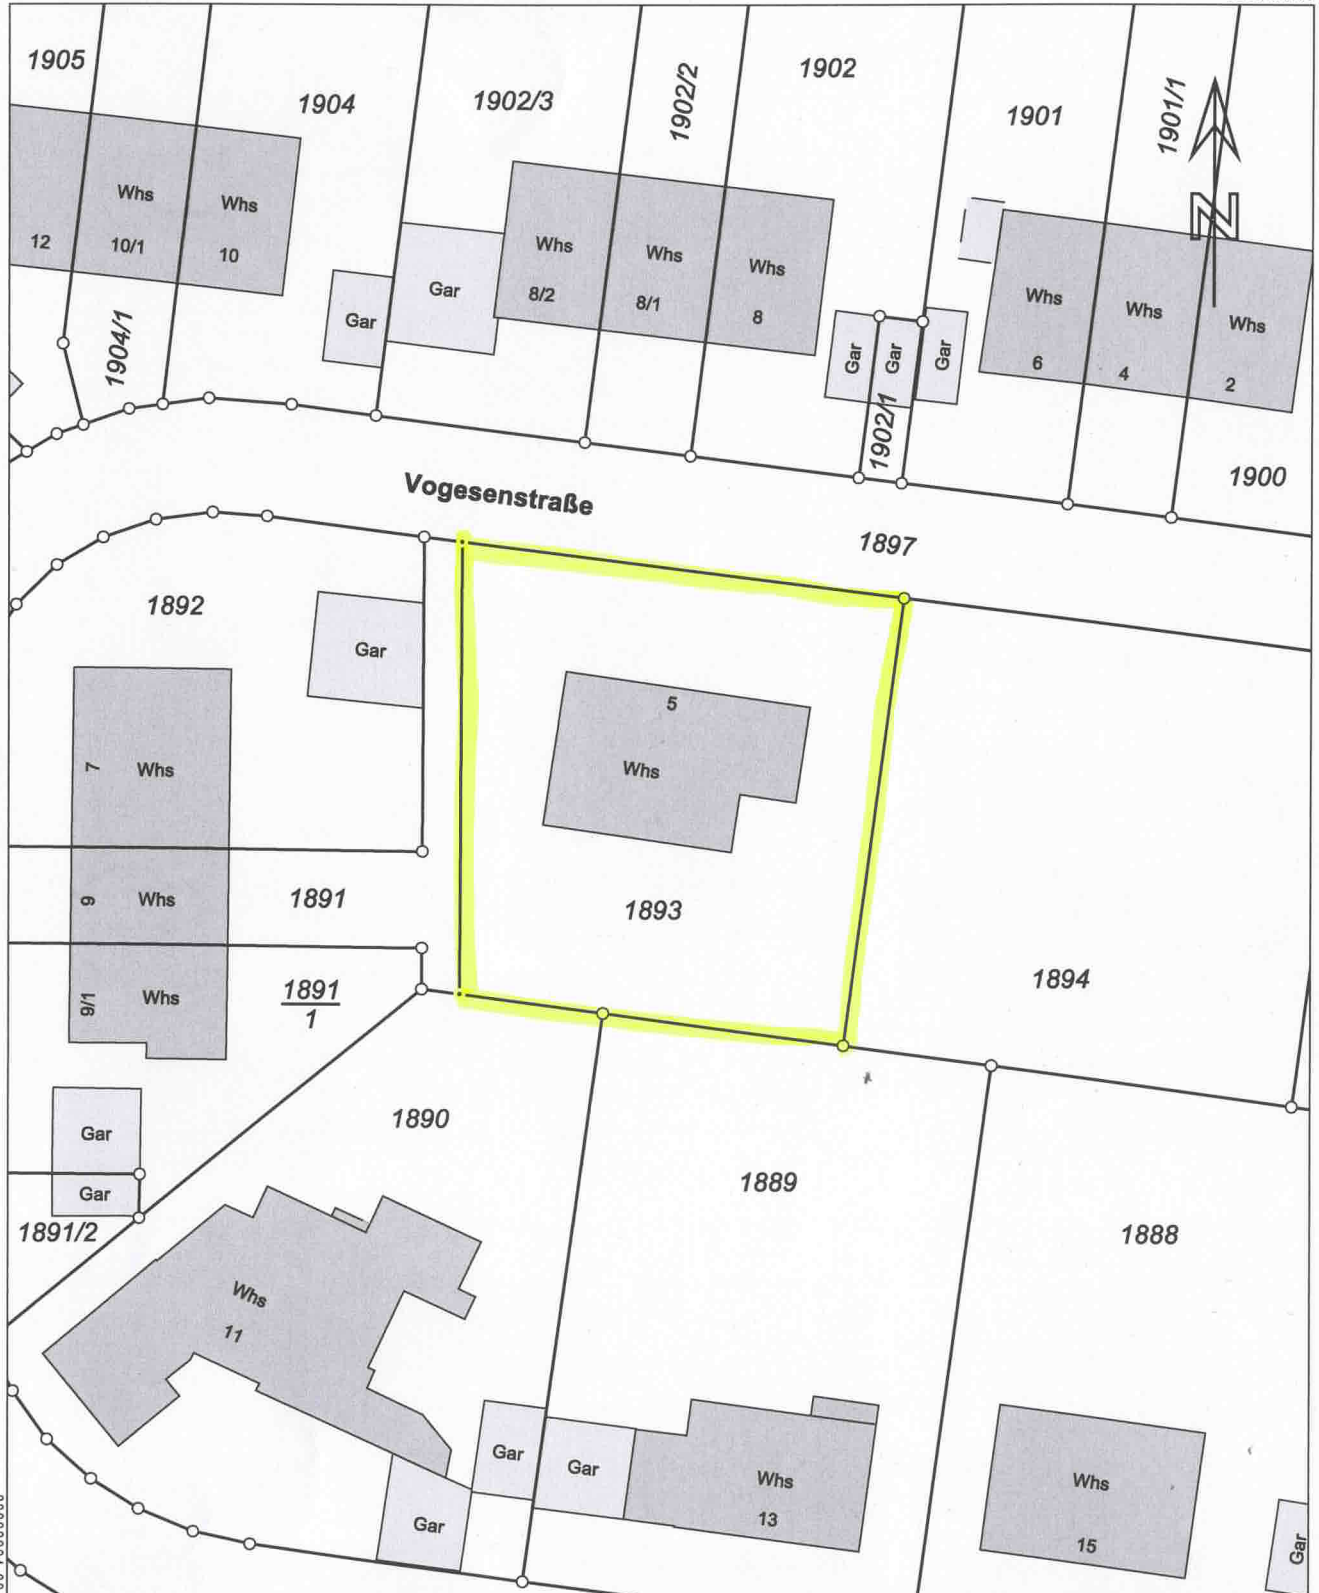 1905
1904
1902/3
1902/2
1902
1901
1901/1
N
Whs
Whs
12
10/1
10
Whs
Whs
Whs
8/2
8/1
8
Whs
Whs
Whs
6
4
2
Gar
Gar
Gar
Gar
Gar
1904/1
1902/1
1900
Vogesenstraße
1897
1892
Gar
5
Whs
7
Whs
9
Whs
1891
1893
9/1
Whs
1891
1
1894
Gar
Gar
1891/2
1890
1889
1888
Whs
11
Gar
Gar
Gar
Whs
13
Whs
15
Gar